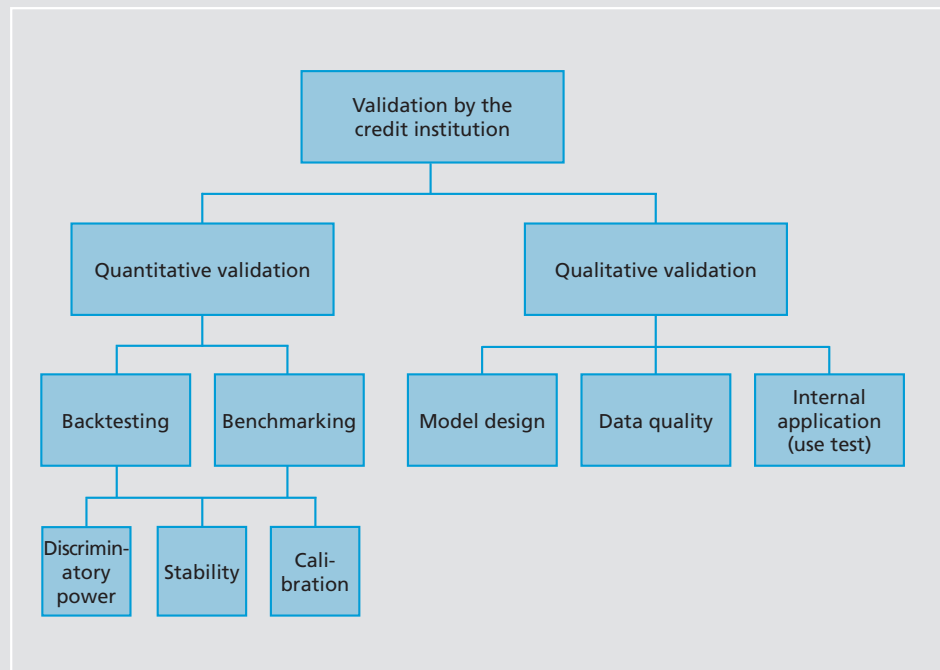 Validation by the
credit institution
Quantitative validation
Qualitative validation
Backtesting
Benchmarking
Model design
Data quality
Internal
application
(use test)
Discrimin-
atory
power
Stability
Cali-
bration